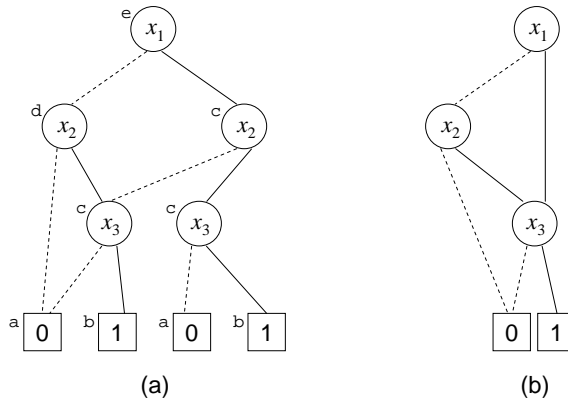 e x1 x1
d x2 c x2 x2
c x3 c x3 x3
a 0 b 1 a 0 b 1 0 1
(a) (b)